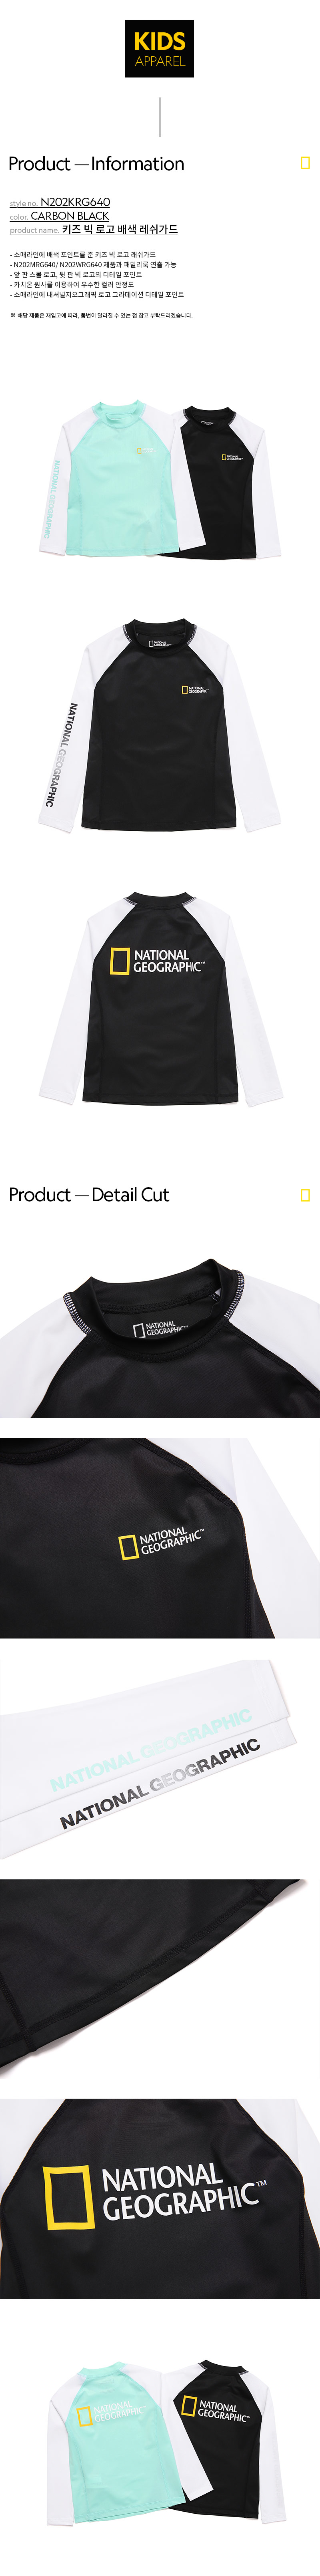 KIDS
APPAREL
Product — Information
style no. N202KRG640
color. CARBON BLACK
product name. 키즈 빅 로고 배색 레쉬가드
- 소매라인에 배색 포인트를 준 키즈 빅 로고 래쉬가드
- N202MRG640/ N202WRG640 제품과 패밀리룩 연출 가능
- 앞 판 스몰 로고, 뒷 판 빅 로고의 디테일 포인트
- 카치온 원사를 이용하여 우수한 컬러 안정도
- 소매라인에 내셔널지오그래픽 로고 그라데이션 디테일 포인트
※ 해당 제품은 재입고에 따라, 품번이 달라질 수 있는 점 참고 부탁드리겠습니다.
NATIONAL GEOGRAPHIC
NATIONAL GEOGRAPHIC
NATIONAL
GEOGRAPHIC™
Product — Detail Cut
NATIONAL
GEOGRAPHIC
NATIONAL
GEOGRAPHIC™
NATIONAL GEOGRAPHIC
NATIONAL GEOGRAPHIC
NATIONAL
GEOGRAPHIC™
NATIONAL
GEOGRAPHIC
NATIONAL
GEOGRAPHIC